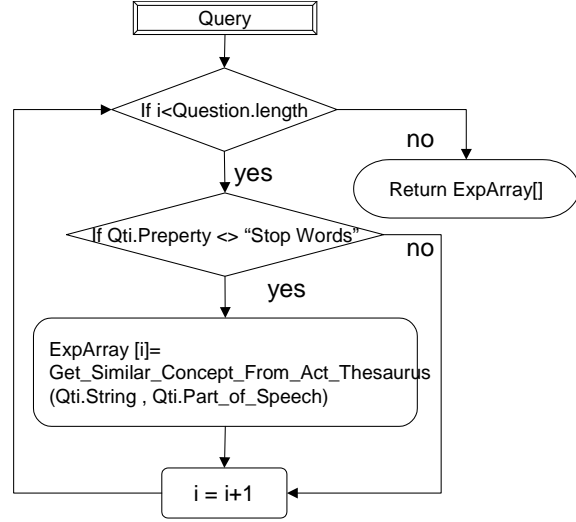 Query
If i<Question.length
no
yes
Return ExpArray[]
If Qti.Preperty <> “Stop Words”
no
yes
ExpArray [i]=
Get_Similar_Concept_From_Act_Thesaurus
(Qti.String , Qti.Part_of_Speech)
i = i+1